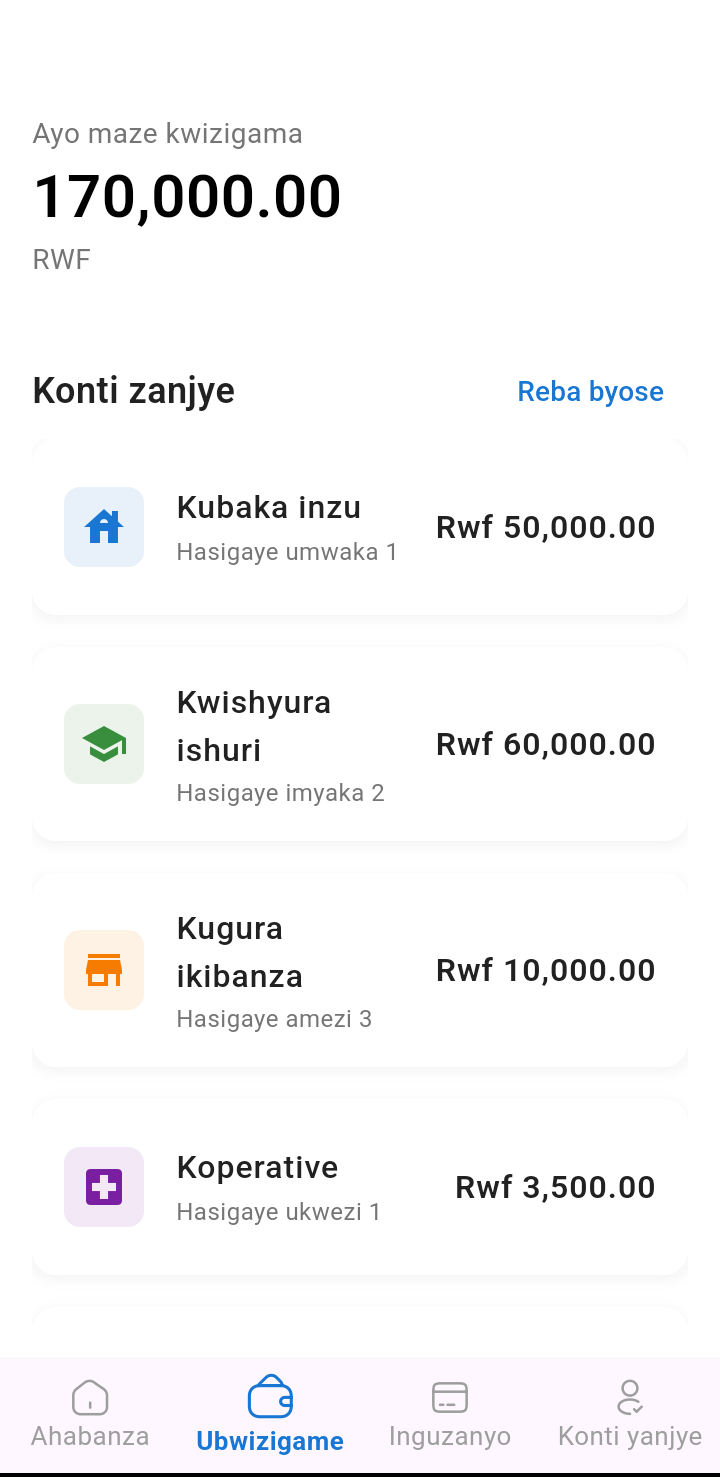 Ayo maze kwizigama
170,000.00
RWF
Konti zanjye
Reba byose
Kubaka inzu
Hasigaye umwaka 1
Rwf 50,000.00
Kwishyura
ishuri
Hasigaye imyaka 2
Rwf 60,000.00
Kugura
ikibanza
Hasigaye amezi 3
Rwf 10,000.00
Koperative
Hasigaye ukwezi 1
Rwf 3,500.00
Ahabanza
Ubwizigame
Inguzanyo
Konti yanjye